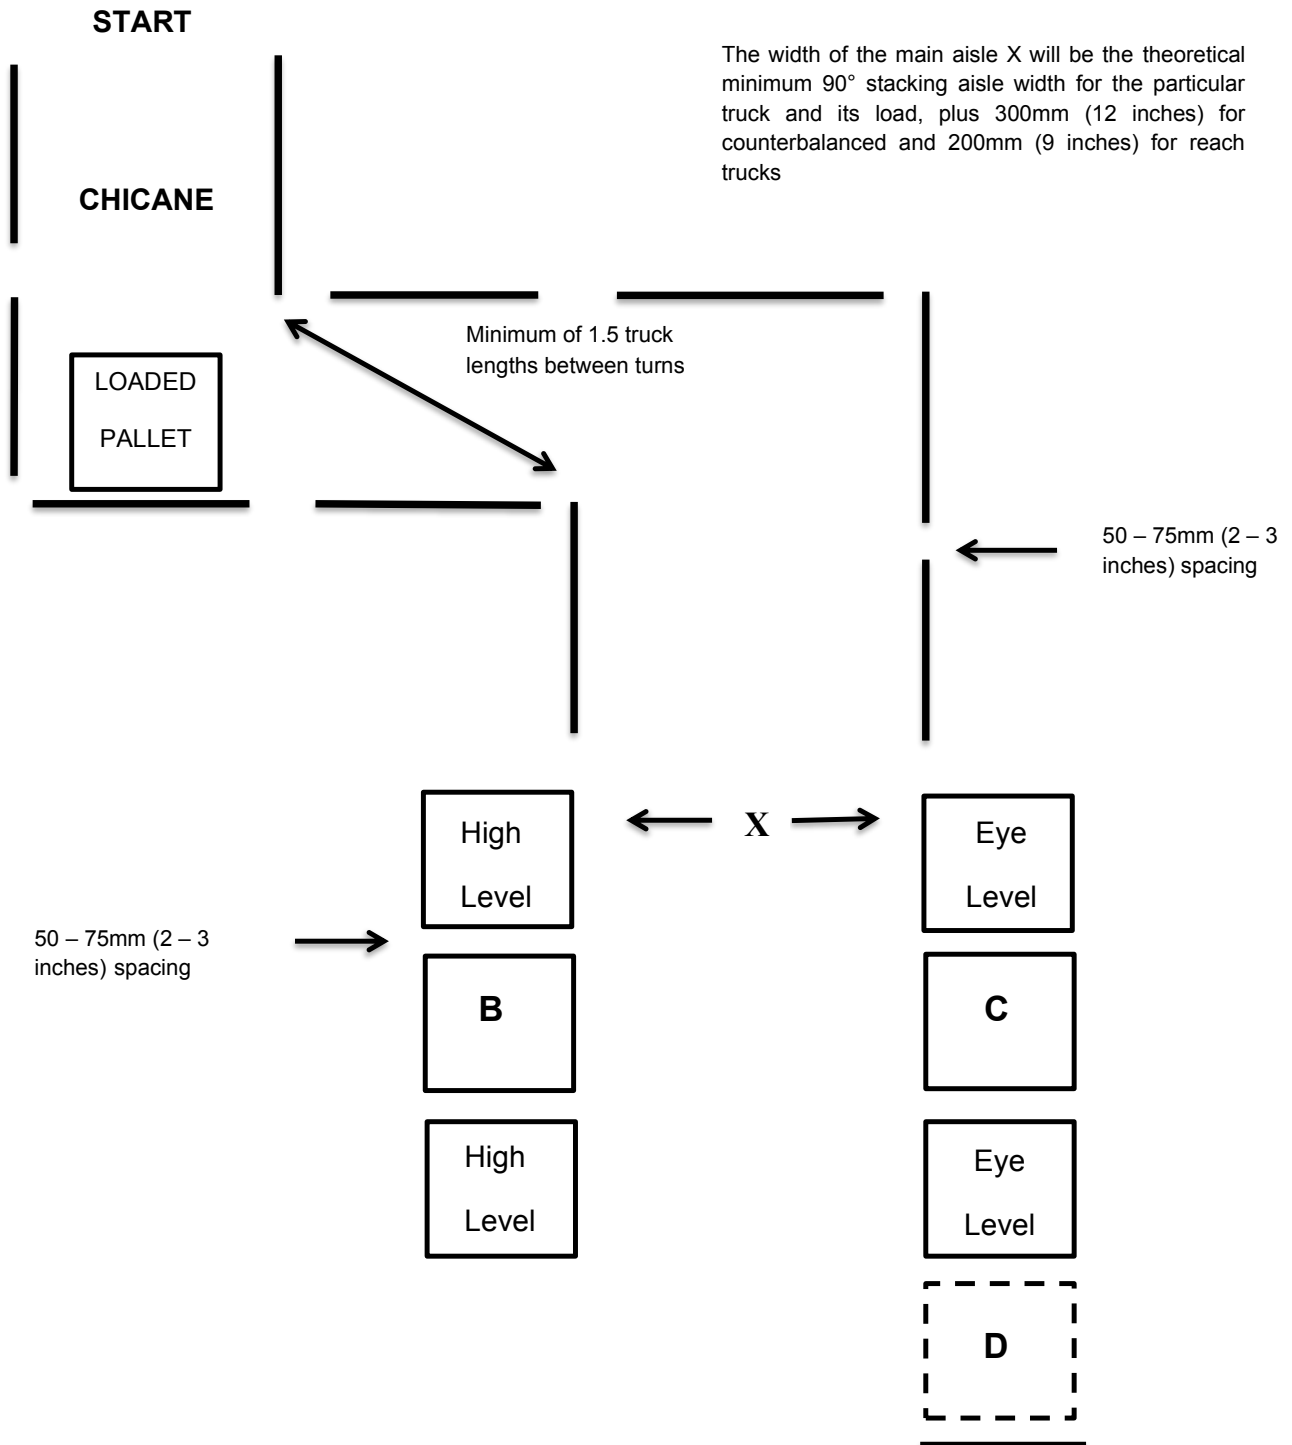 START
The width of the main aisle X will be the theoretical
minimum 90° stacking aisle width for the particular
truck and its load, plus 300mm (12 inches) for
counterbalanced and 200mm (9 inches) for reach
trucks
CHICANE
Minimum of 1.5 truck
lengths between turns
LOADED
PALLET
50 – 75mm (2 – 3
inches) spacing
High
Level
X
Eye
Level
50 – 75mm (2 – 3
inches) spacing
B
C
High
Level
Eye
Level
D